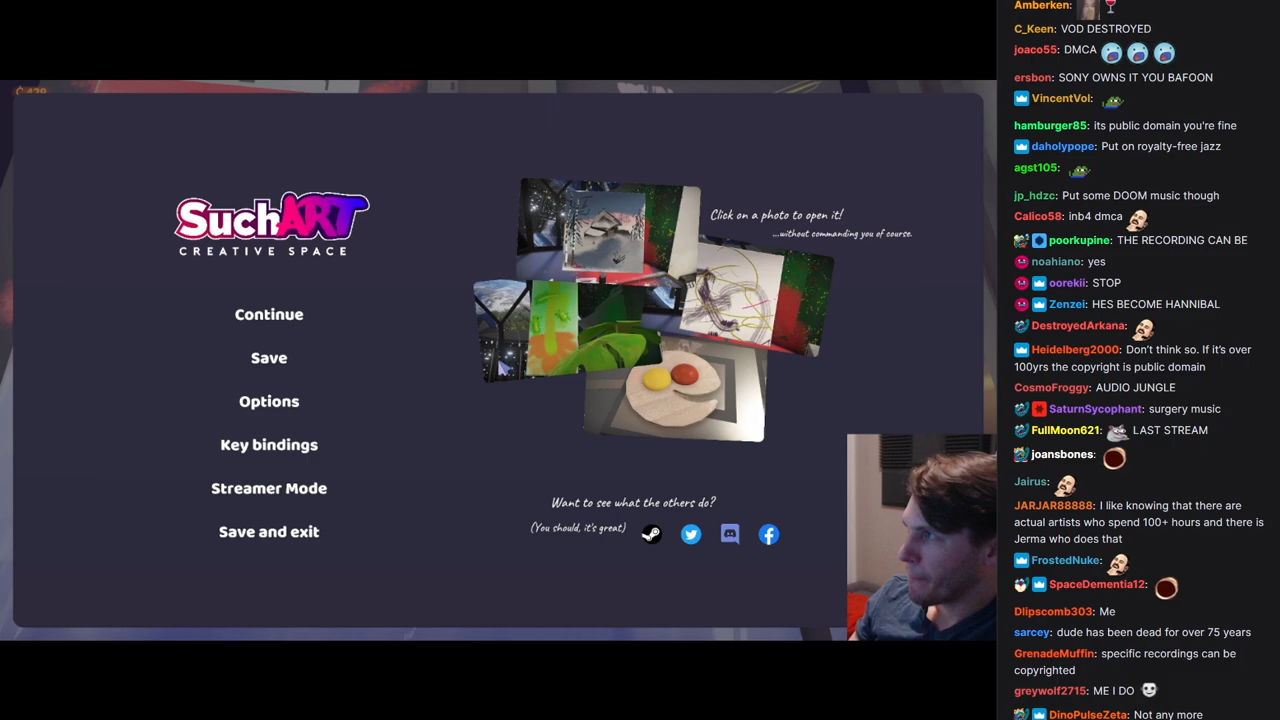 ₲ 439
SuchART
CREATIVE SPACE
Continue
Save
Options
Key bindings
Streamer Mode
Save and exit
Click on a photo to open it!
...without commanding you of course.
Want to see what the others do?
(You should, it's great)
Amberken:
C_Keen: VOD DESTROYED
joaco55: DMCA
ersbon: SONY OWNS IT YOU BAFOON
VincentVol:
hamburger85: its public domain you're fine
daholypope: Put on royalty-free jazz
agst105:
jp_hdzc: Put some DOOM music though
Calico58: inb4 dmca
poorkupine: THE RECORDING CAN BE
noahiano: yes
oorekii: STOP
Zenzei: HES BECOME HANNIBAL
DestroyedArkana:
Heidelberg2000: Don't think so. If it's over
100yrs the copyright is public domain
CosmoFroggy: AUDIO JUNGLE
SaturnSycophant: surgery music
FullMoon621: LAST STREAM
joansbones:
Jairus:
JARJAR88888: I like knowing that there are
actual artists who spend 100+ hours and there is
Jerma who does that
FrostedNuke:
SpaceDementia12:
Dlipscomb303: Me
sarcey: dude has been dead for over 75 years
GrenadeMuffin: specific recordings can be
copyrighted
greywolf2715: ME I DO
DinoPulseZeta: Not any more